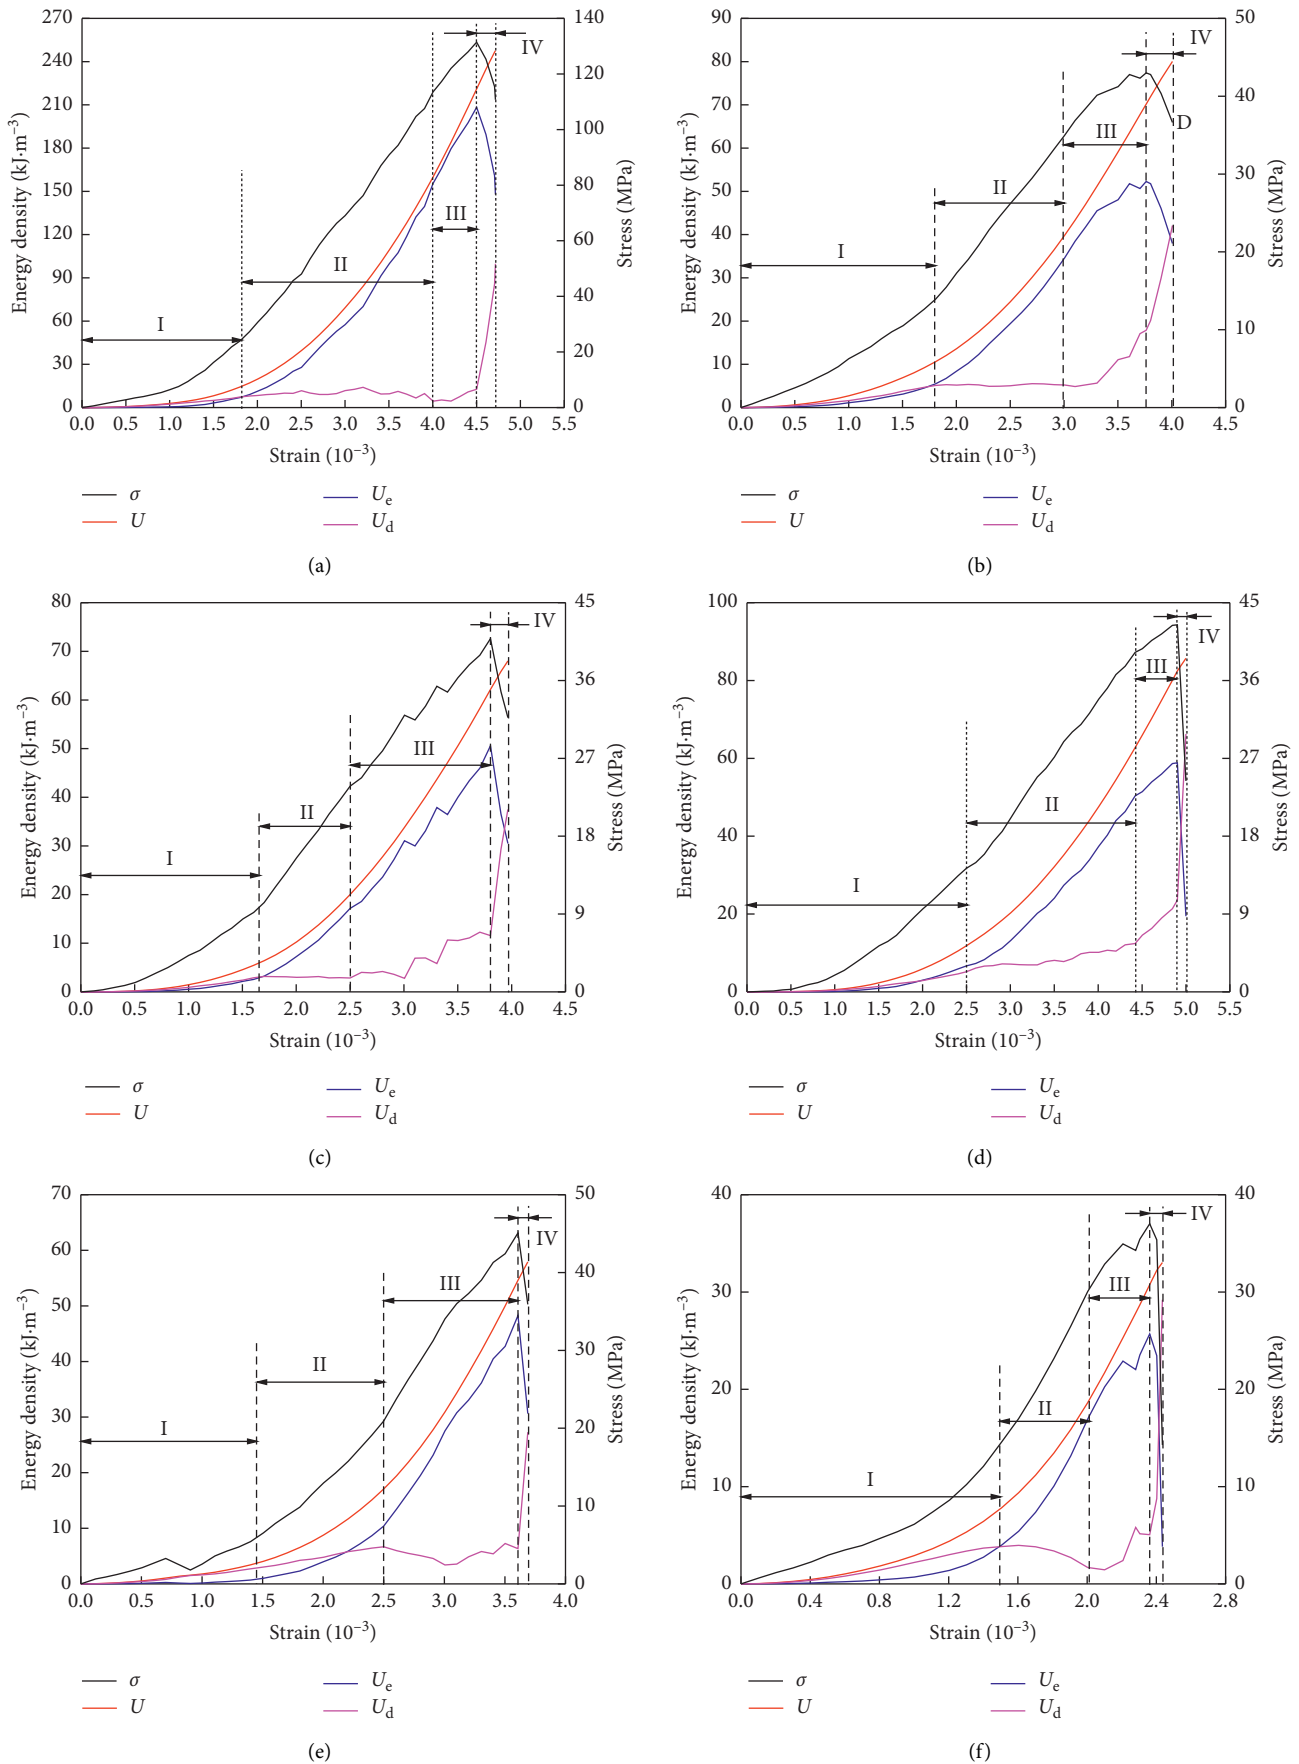 270
240
210
180
150
120
90
60
30
0
Energy density (kJ·m⁻³)
140
120
100
80
60
40
20
0
Stress (MPa)
I
II
III
IV
0.0 0.5 1.0 1.5 2.0 2.5 3.0 3.5 4.0 4.5 5.0 5.5
Strain (10⁻³)
σ
U
Uₑ
U_d
(a)
90
80
70
60
50
40
30
20
10
0
Energy density (kJ·m⁻³)
50
40
30
20
10
0
Stress (MPa)
I
II
III
IV
D
0.0 0.5 1.0 1.5 2.0 2.5 3.0 3.5 4.0 4.5
Strain (10⁻³)
σ
U
Uₑ
U_d
(b)
80
70
60
50
40
30
20
10
0
Energy density (kJ·m⁻³)
45
36
27
18
9
0
Stress (MPa)
I
II
III
IV
0.0 0.5 1.0 1.5 2.0 2.5 3.0 3.5 4.0 4.5
Strain (10⁻³)
σ
U
Uₑ
U_d
(c)
100
80
60
40
20
0
Energy density (kJ·m⁻³)
45
36
27
18
9
0
Stress (MPa)
I
II
III
IV
0.0 0.5 1.0 1.5 2.0 2.5 3.0 3.5 4.0 4.5 5.0 5.5
Strain (10⁻³)
σ
U
Uₑ
U_d
(d)
70
60
50
40
30
20
10
0
Energy density (kJ·m⁻³)
50
40
30
20
10
0
Stress (MPa)
I
II
III
IV
0.0 0.5 1.0 1.5 2.0 2.5 3.0 3.5 4.0
Strain (10⁻³)
σ
U
Uₑ
U_d
(e)
40
30
20
10
0
Energy density (kJ·m⁻³)
40
30
20
10
0
Stress (MPa)
I
II
III
IV
0.0 0.4 0.8 1.2 1.6 2.0 2.4 2.8
Strain (10⁻³)
σ
U
Uₑ
U_d
(f)